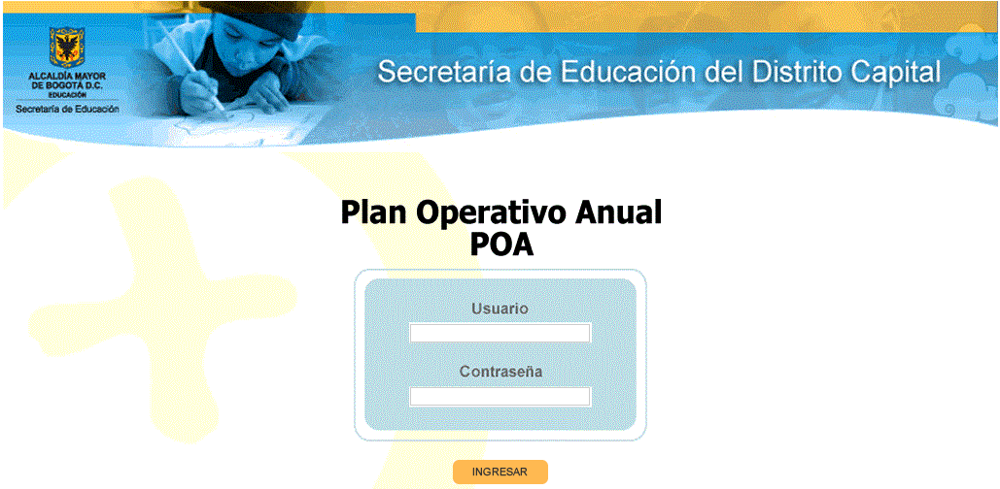 ALCALDÍA MAYOR
DE BOGOTÁ D.C.
EDUCACIÓN
Secretaría de Educación
Secretaría de Educación del Distrito Capital
Plan Operativo Anual
POA
Usuario
Contraseña
INGRESAR